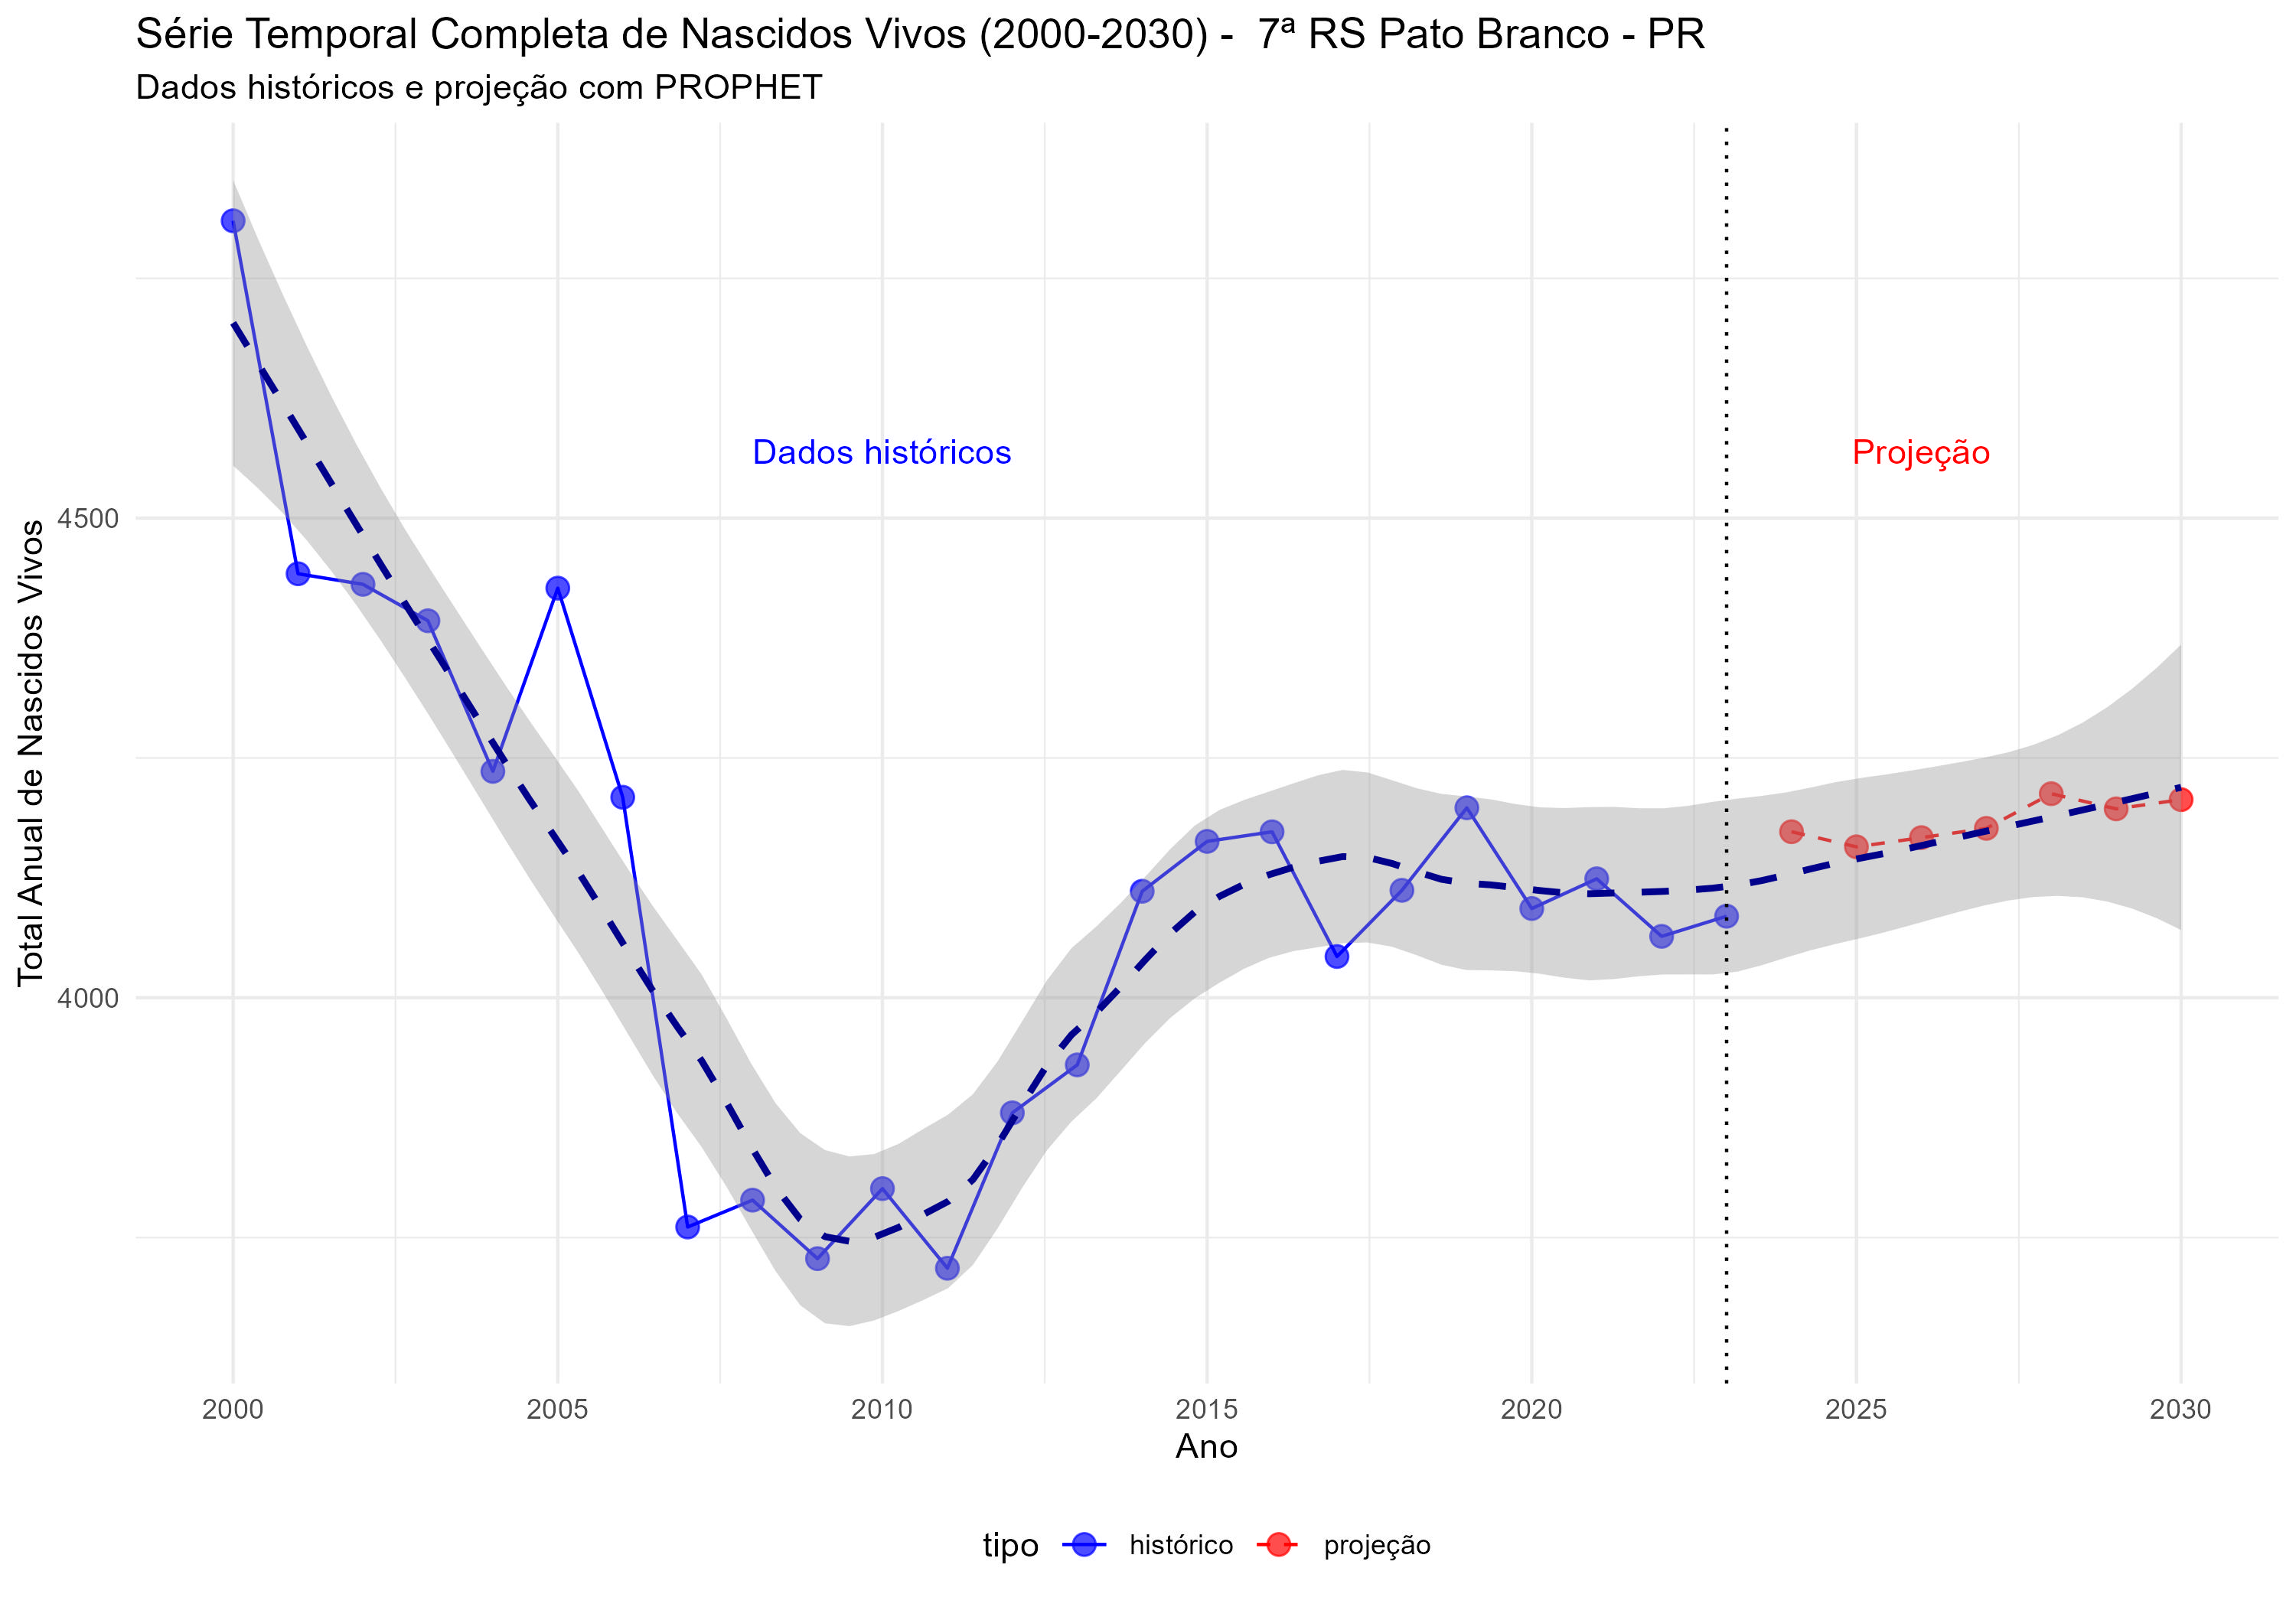 Série Temporal Completa de Nascidos Vivos (2000-2030) -  7ª RS Pato Branco - PR
Dados históricos e projeção com PROPHET
Dados históricos
Projeção
Total Anual de Nascidos Vivos
4500
4000
2000
2005
2010
2015
2020
2025
2030
Ano
tipo
histórico
projeção